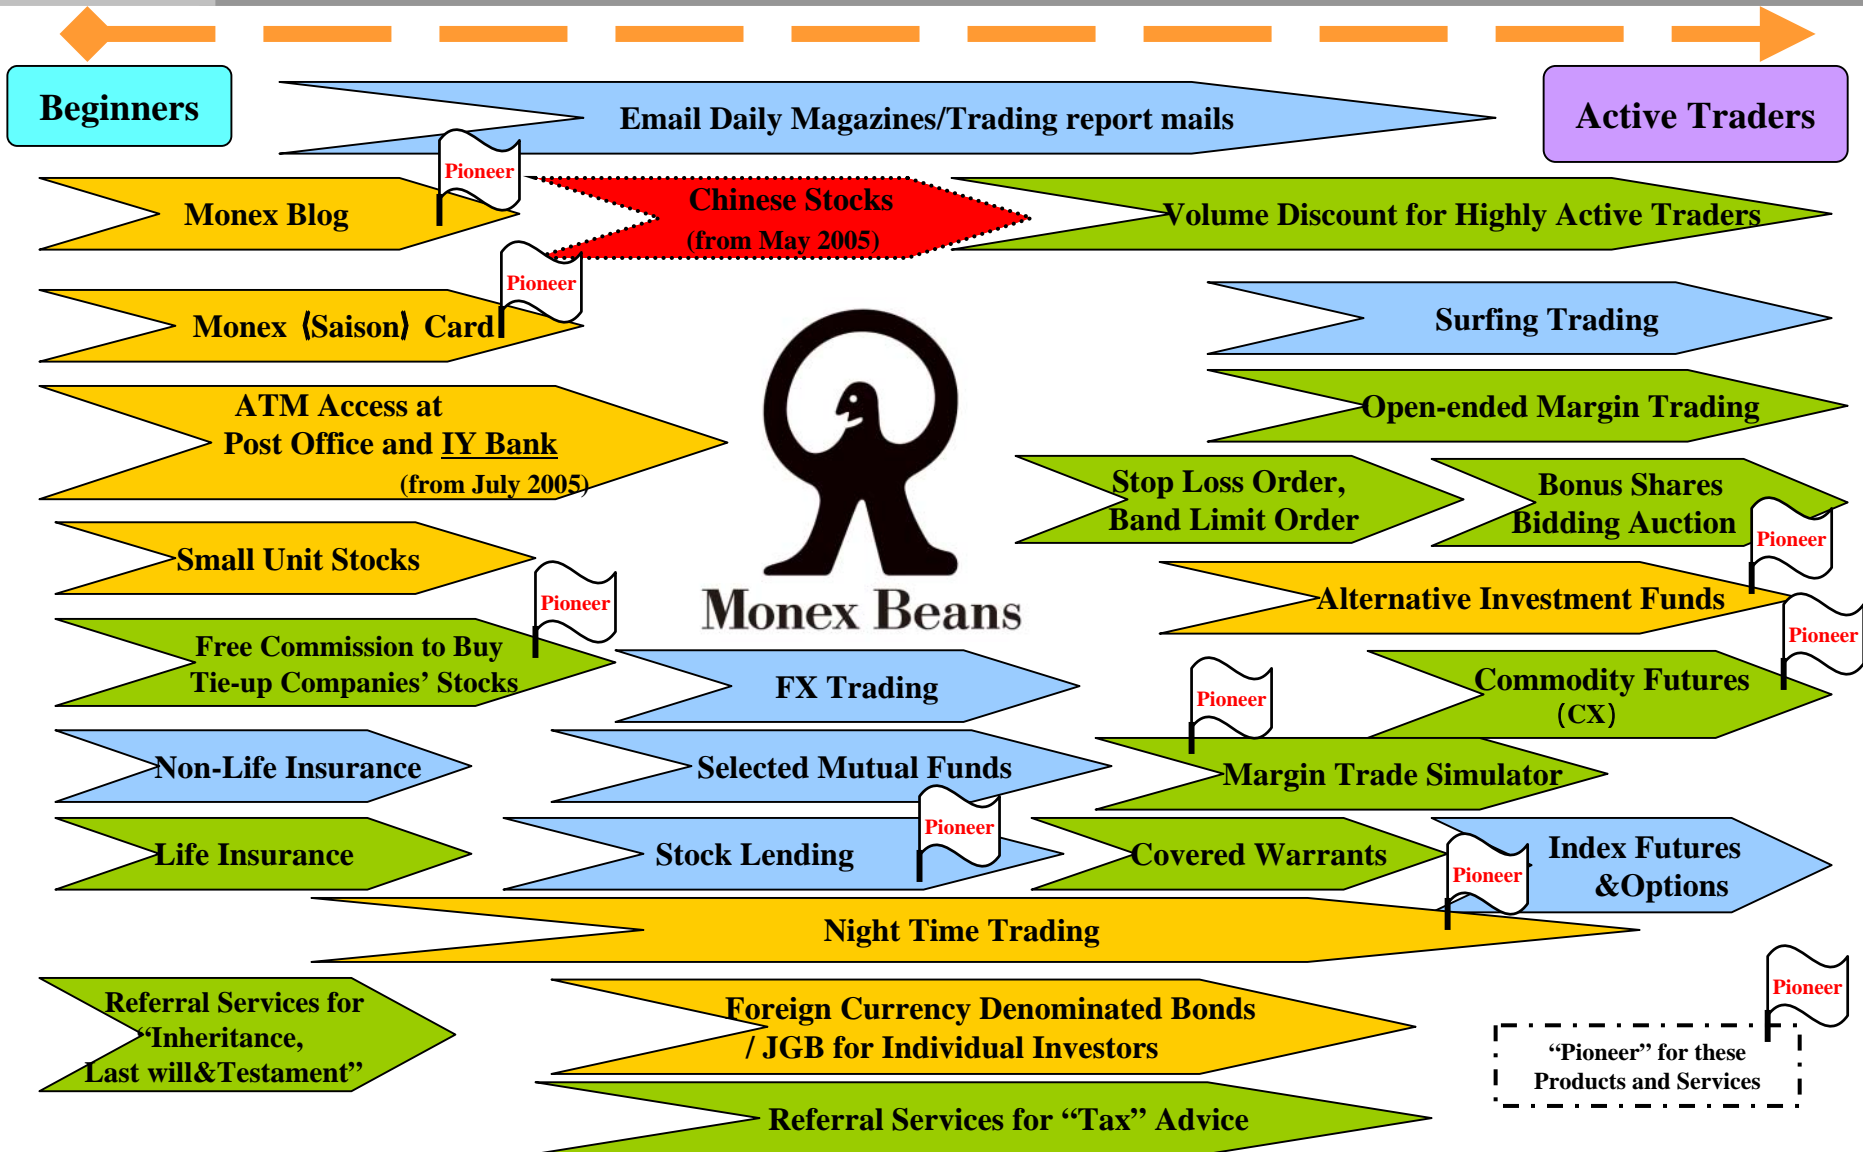 Beginners
Email Daily Magazines/Trading report mails
Active Traders
Pioneer
Monex Blog
Chinese Stocks
(from May 2005)
Volume Discount for Highly Active Traders
Pioneer
Monex《Saison》Card
Surfing Trading
ATM Access at
Post Office and IY Bank
(from July 2005)
Open-ended Margin Trading
Stop Loss Order,
Band Limit Order
Bonus Shares
Bidding Auction
Pioneer
Small Unit Stocks
Monex Beans
Alternative Investment Funds
Pioneer
Free Commission to Buy
Tie-up Companies’ Stocks
Pioneer
FX Trading
Pioneer
Commodity Futures
（CX）
Non-Life Insurance
Selected Mutual Funds
Margin Trade Simulator
Life Insurance
Stock Lending
Pioneer
Covered Warrants
Pioneer
Index Futures
&Options
Night Time Trading
Referral Services for
“Inheritance,
Last will&Testament”
Foreign Currency Denominated Bonds
/ JGB for Individual Investors
Pioneer
“Pioneer” for these
Products and Services
Referral Services for “Tax” Advice